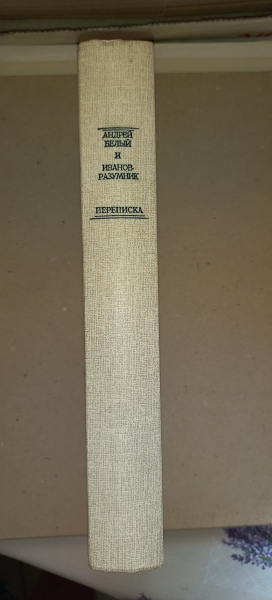 АНДРЕЙ
БЕЛЫЙ
И
ИВАНОВ-
РАЗУМНИК
ПЕРЕПИСКА